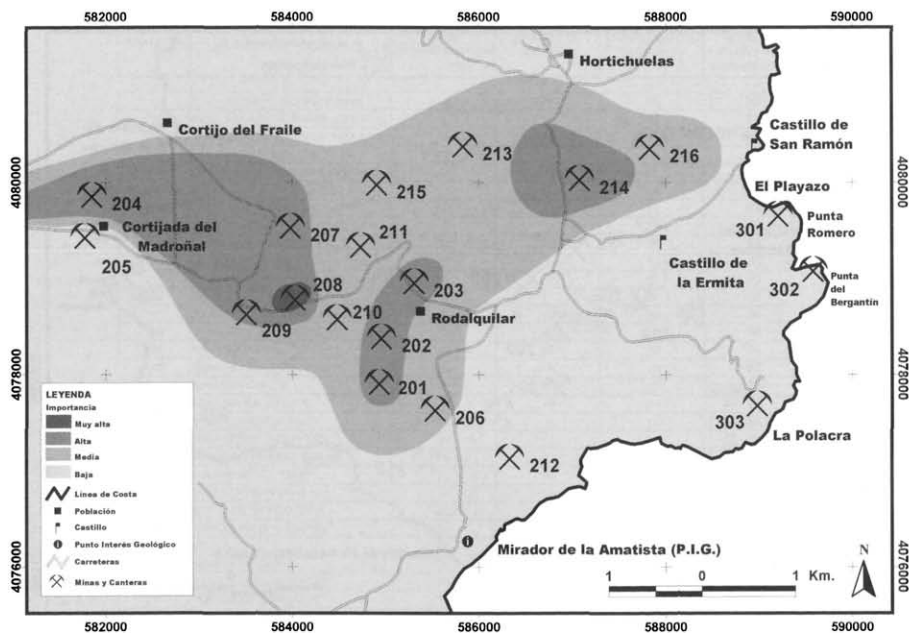 582000 584000 586000 588000 590000
Hortichuelas
Cortijo del Fraile
Castillo de
San Ramón
213
216
4080000
4080000
204
215
214
El Playazo
Cortijada del
Madroñal
207
211
301
Punta
Romero
205
208
203
Castillo de
la Ermita
302
Punta
del
Bergantín
209
210
Rodalquilar
202
4078000
4078000
201
206
303
La Polacra
212
LEYENDA
Importancia
Muy alta
Alta
Media
Baja
Línea de Costa
Población
Castillo
Punto Interés Geológico
Carreteras
Minas y Canteras
Mirador de la Amatista (P.I.G.)
4076000
4076000
1 0 1 Km.
N
582000 584000 586000 588000 590000